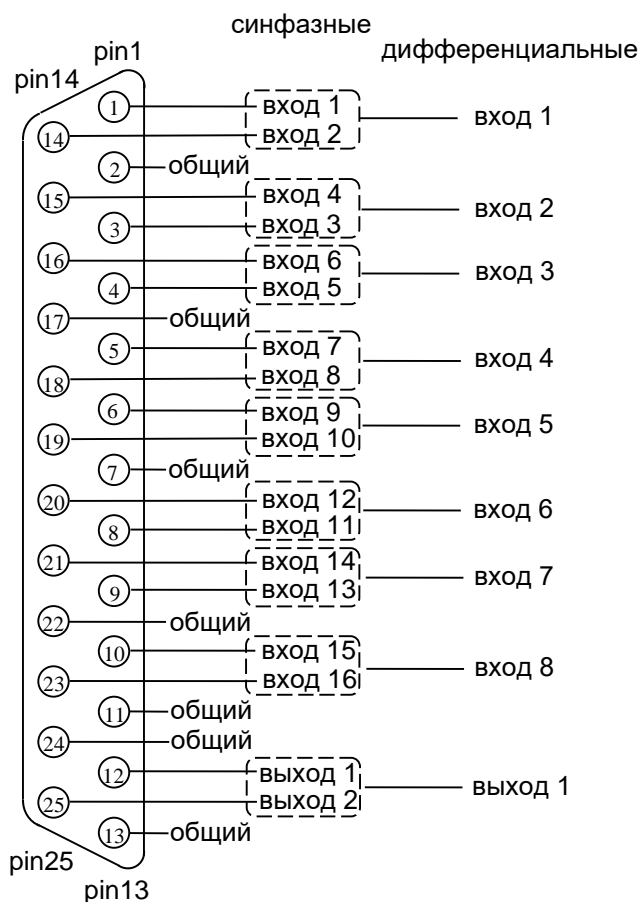 синфазные
дифференциальные
pin1
pin14
1 вход 1
вход 1
14 вход 2
2 общий
15 вход 4
вход 2
3 вход 3
16 вход 6
вход 3
4 вход 5
17 общий
5 вход 7
вход 4
18 вход 8
6 вход 9
вход 5
19 вход 10
7 общий
20 вход 12
вход 6
8 вход 11
21 вход 14
вход 7
9 вход 13
22 общий
10 вход 15
вход 8
23 вход 16
11 общий
24 общий
12 выход 1
выход 1
25 выход 2
13 общий
pin25
pin13